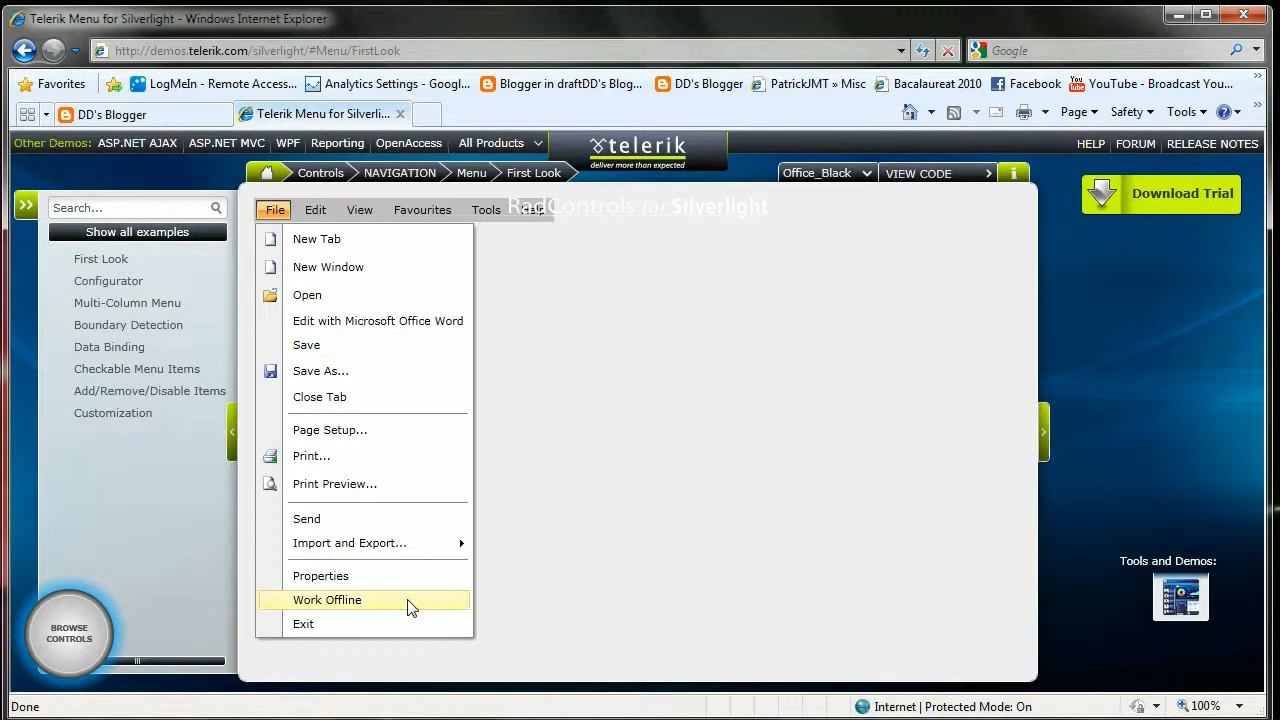 Telerik Menu for Silverlight - Windows Internet Explorer
http://demos.telerik.com/silverlight/#Menu/FirstLook
Google
Favorites
LogMeIn - Remote Access...
Analytics Settings - Googl...
Blogger in draftDD's Blog...
DD's Blogger
PatrickJMT » Misc
Bacalaureat 2010
Facebook
YouTube - Broadcast You...
DD's Blogger
Telerik Menu for Silverli...
Page
Safety
Tools
Other Demos: ASP.NET AJAX ASP.NET MVC WPF Reporting OpenAccess All Products
telerik
deliver more than expected
HELP FORUM RELEASE NOTES
Controls NAVIGATION Menu First Look
Office_Black
VIEW CODE
Download Trial
Search...
Show all examples
First Look
Configurator
Multi-Column Menu
Boundary Detection
Data Binding
Checkable Menu Items
Add/Remove/Disable Items
Customization
BROWSE
CONTROLS
File Edit View Favourites Tools Help
RadControls for Silverlight
New Tab
New Window
Open
Edit with Microsoft Office Word
Save
Save As...
Close Tab
Page Setup...
Print...
Print Preview...
Send
Import and Export...
Properties
Work Offline
Exit
Tools and Demos:
Done
Internet | Protected Mode: On
100%